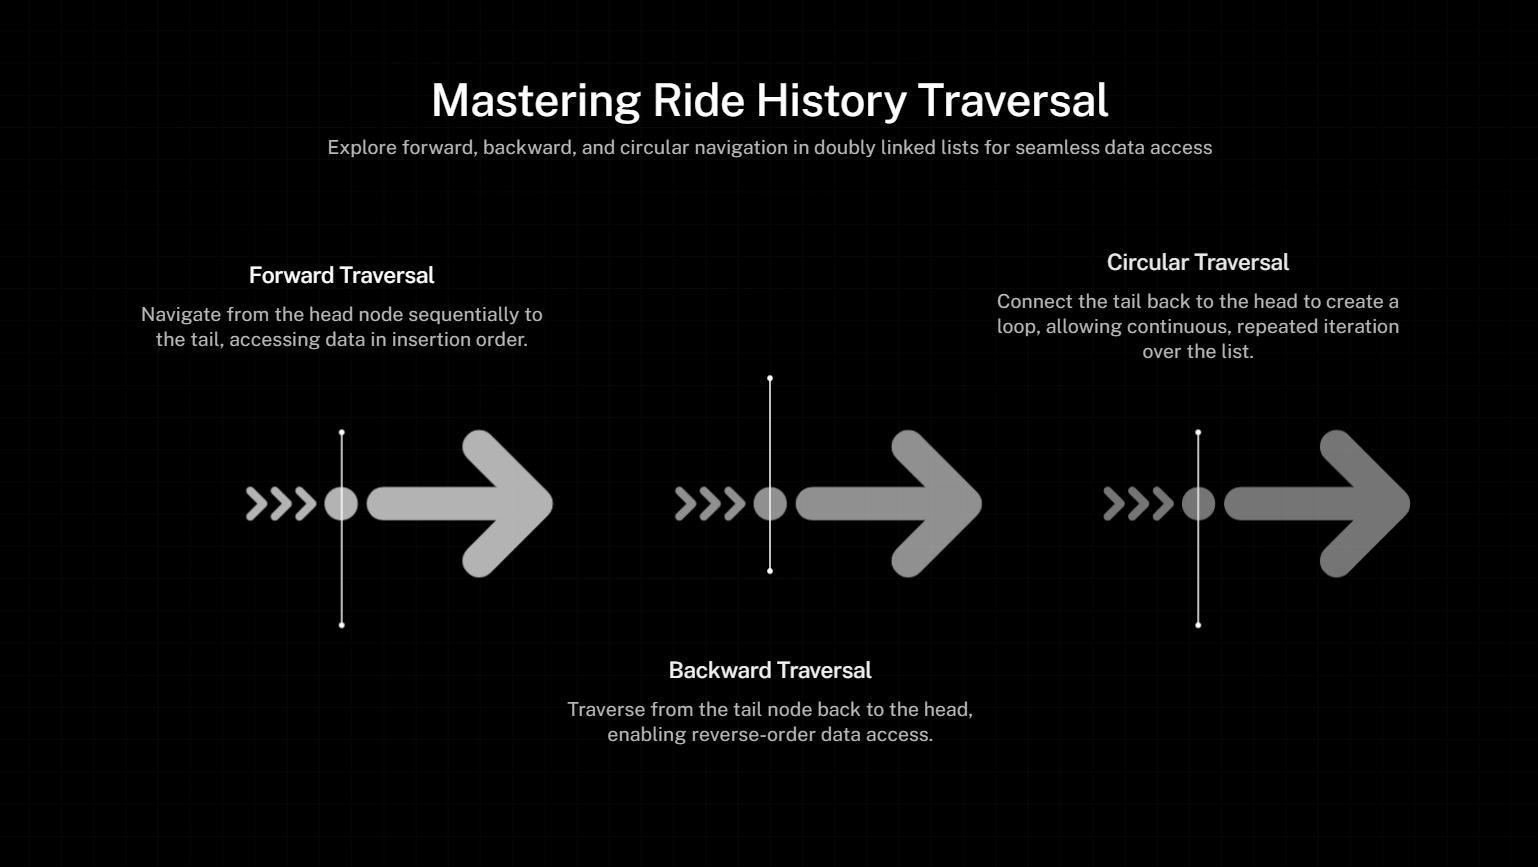 Mastering Ride History Traversal
Explore forward, backward, and circular navigation in doubly linked lists for seamless data access
Forward Traversal
Navigate from the head node sequentially to
the tail, accessing data in insertion order.
Circular Traversal
Connect the tail back to the head to create a
loop, allowing continuous, repeated iteration
over the list.
Backward Traversal
Traverse from the tail node back to the head,
enabling reverse-order data access.